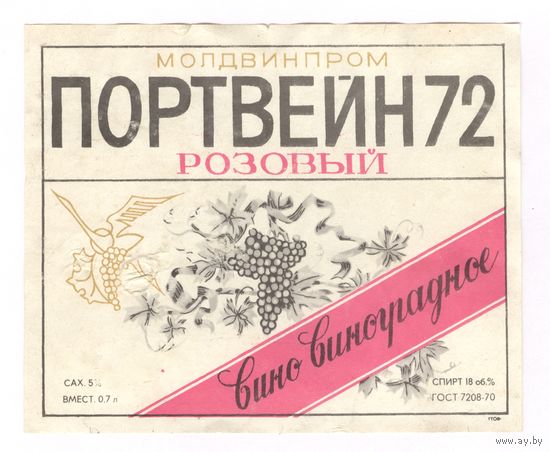 МОЛДВИНПРОМ
ПОРТВЕЙН 72
РОЗОВЫЙ
вино виноградное
САХ. 5%
ВМЕСТ. 0.7 л
СПИРТ 18 об.%
ГОСТ 7208-70
www.ay.by